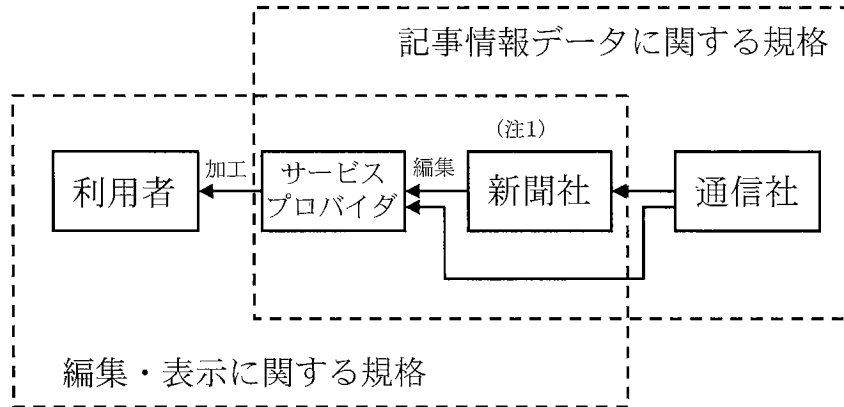 記事情報データに関する規格
(注1)
利用者
加工
サービス
プロバイダ
編集
新聞社
通信社
編集・表示に関する規格